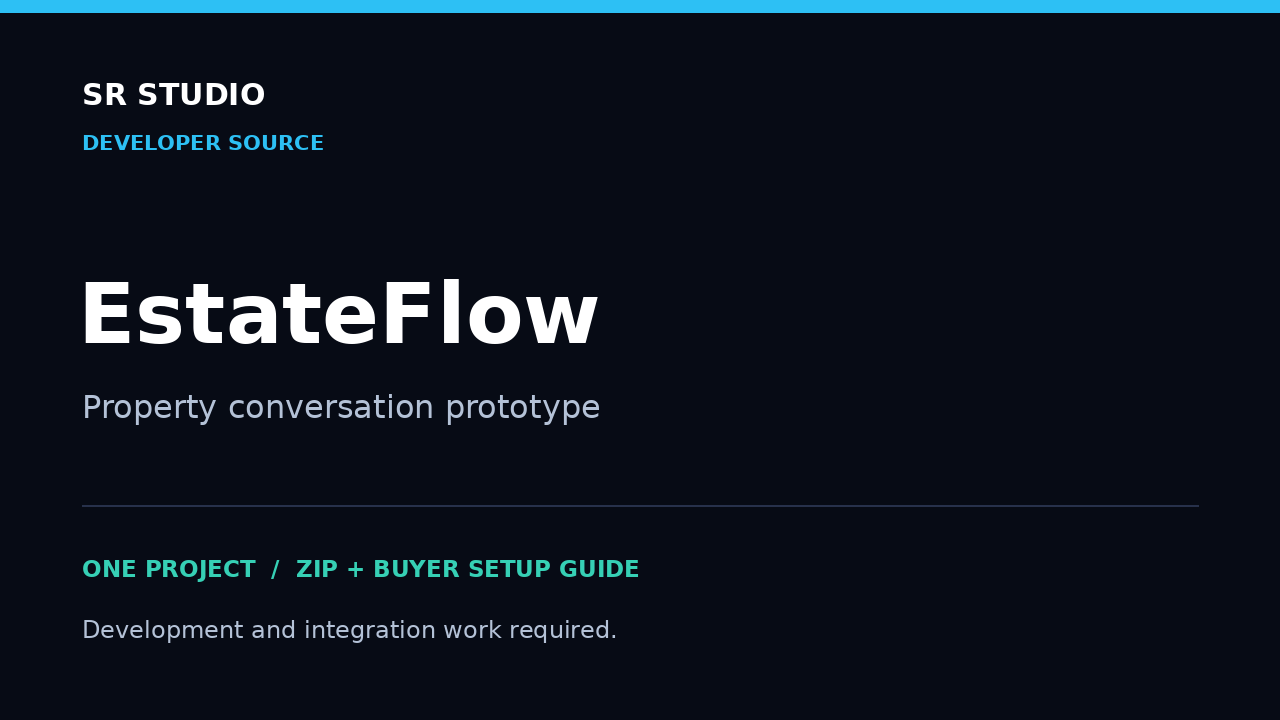 SR STUDIO
DEVELOPER SOURCE
EstateFlow
Property conversation prototype
ONE PROJECT / ZIP + BUYER SETUP GUIDE
Development and integration work required.